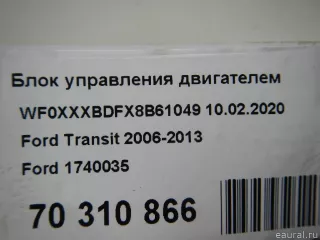 Блок управления двигателем
WF0XXXBDFX8B61049 10.02.2020
Ford Transit 2006-2013
Ford 1740035
70 310 866
eaural.ru